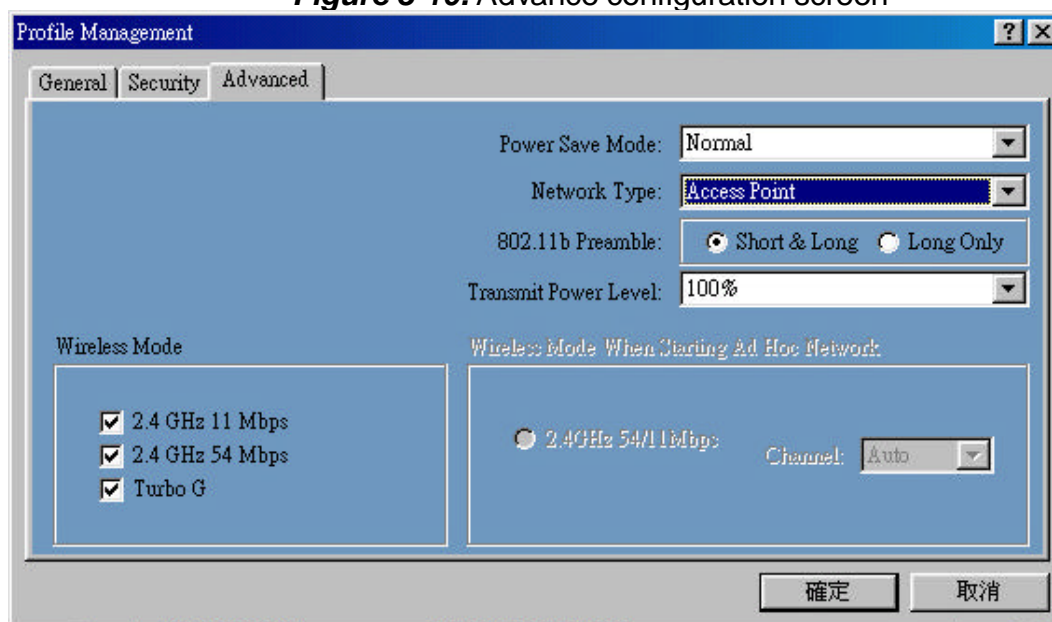 Advance configuration screen
Profile Management
General Security Advanced
Power Save Mode: Normal
Network Type: Access Point
802.11b Preamble: Short & Long Long Only
Transmit Power Level: 100%
Wireless Mode
2.4 GHz 11 Mbps
2.4 GHz 54 Mbps
Turbo G
Wireless Mode When Starting Ad Hoc Network
2.4GHz 54/11Mbps
Channel: Auto
確定 取消